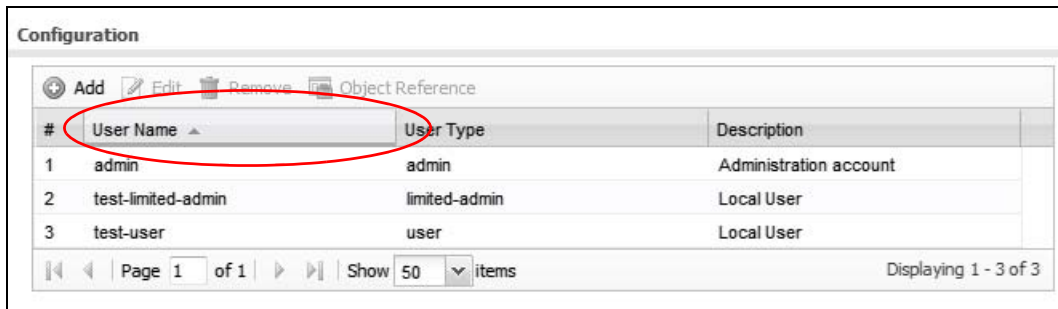 Configuration
Add Edit Remove Object Reference
# User Name User Type Description
1 admin admin Administration account
2 test-limited-admin limited-admin Local User
3 test-user user Local User
Page 1 of 1 Show 50 items Displaying 1 - 3 of 3